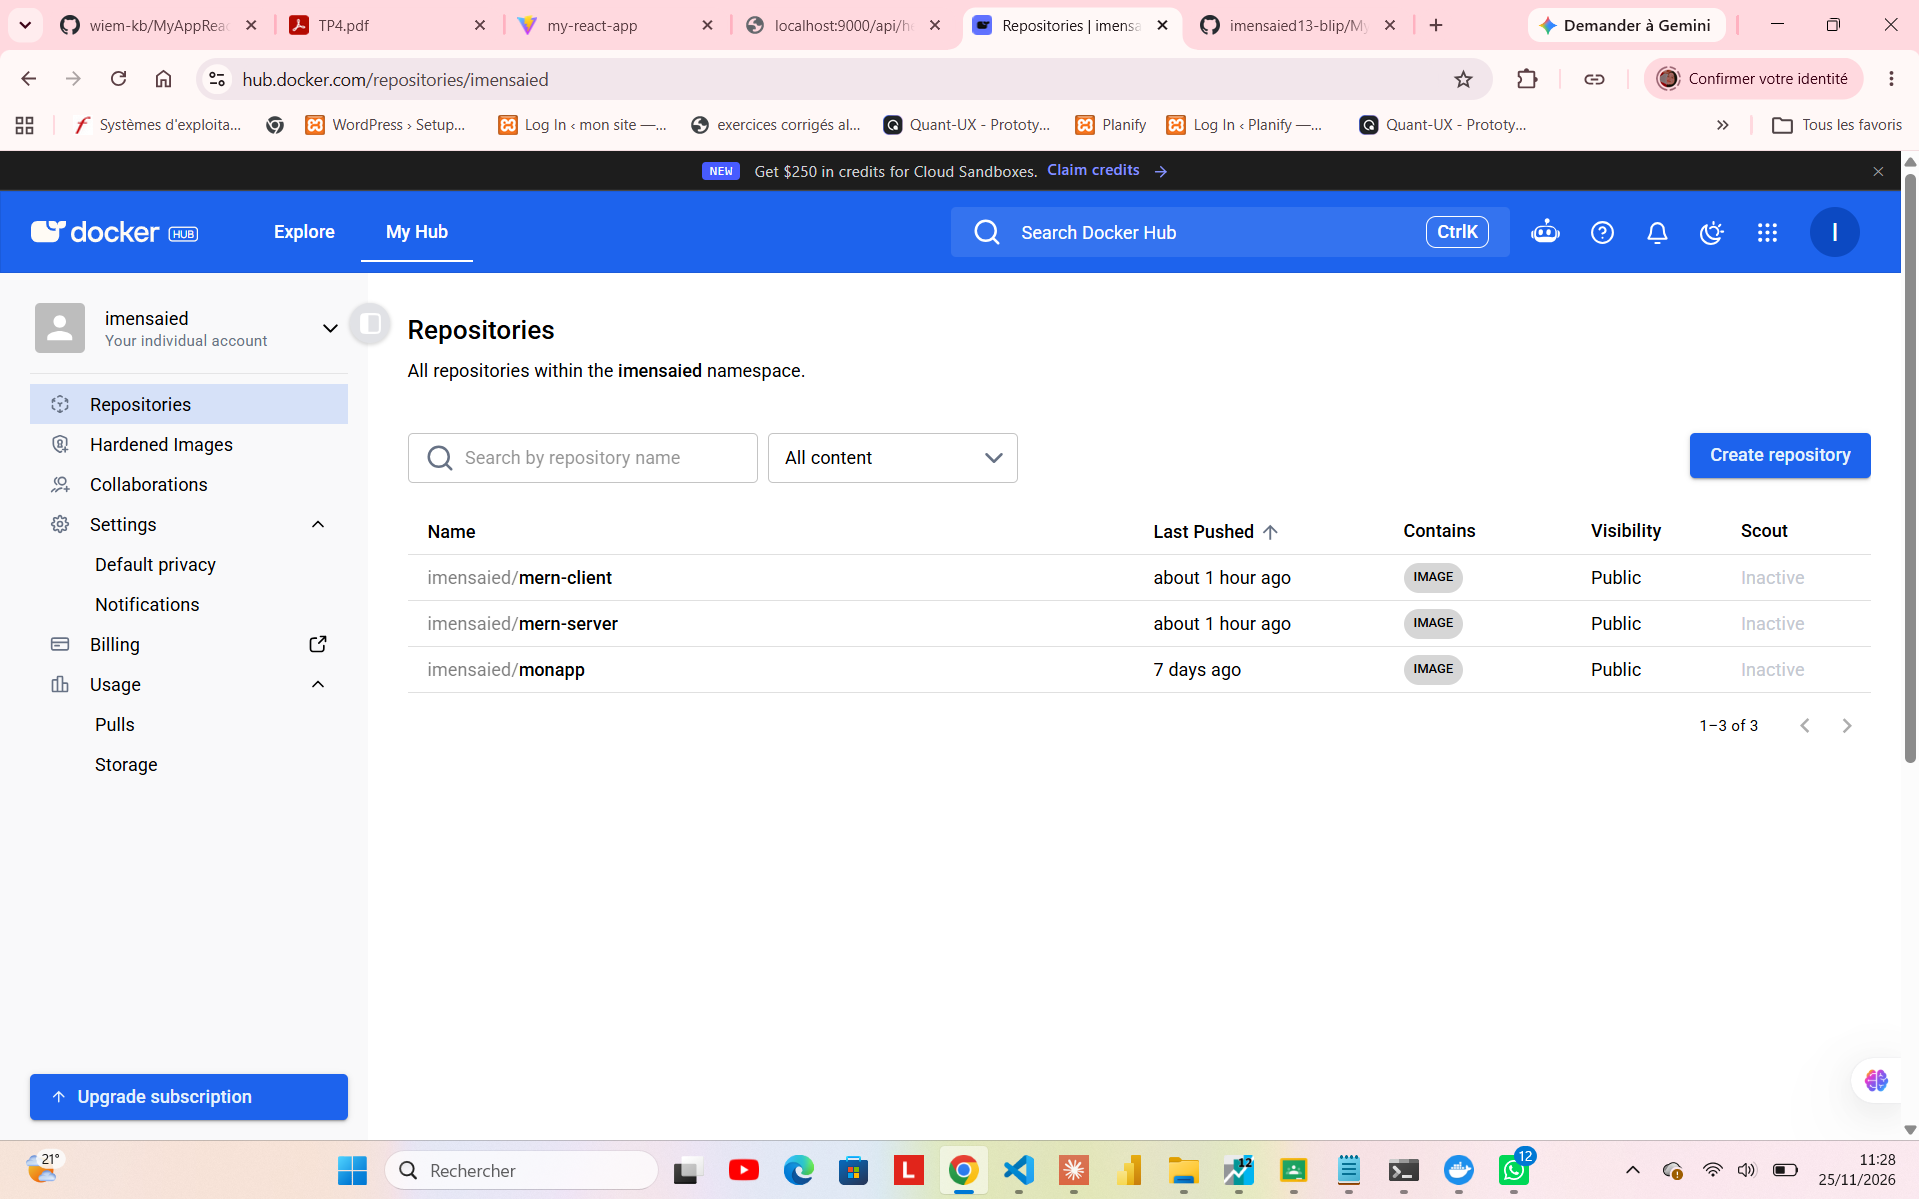 wiem-kb/MyAppRea
TP4.pdf
my-react-app
localhost:9000/api/he
Repositories | imensa
imensaied13-blip/My
Demander à Gemini
hub.docker.com/repositories/imensaied
Confirmer votre identité
Systèmes d'exploita...
WordPress › Setup...
Log In ‹ mon site —...
exercices corrigés al...
Quant-UX - Prototy...
Planify
Log In ‹ Planify —...
Quant-UX - Prototy...
Tous les favoris
NEW Get $250 in credits for Cloud Sandboxes. Claim credits →
docker HUB
Explore
My Hub
Search Docker Hub
CtrlK
I
imensaied
Your individual account
Repositories
Hardened Images
Collaborations
Settings
Default privacy
Notifications
Billing
Usage
Pulls
Storage
Upgrade subscription
Repositories
All repositories within the imensaied namespace.
Search by repository name
All content
Create repository
Name Last Pushed Contains Visibility Scout
imensaied/mern-client about 1 hour ago IMAGE Public Inactive
imensaied/mern-server about 1 hour ago IMAGE Public Inactive
imensaied/monapp 7 days ago IMAGE Public Inactive
1–3 of 3
21°
Rechercher
L
12
12
11:28
25/11/2026